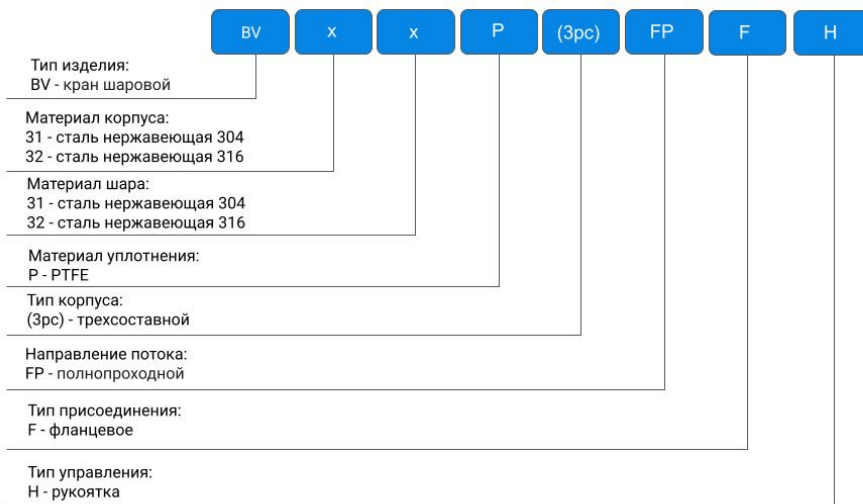 BV x x P (3pc) FP F H
Тип изделия:
BV - кран шаровой
Материал корпуса:
31 - сталь нержавеющая 304
32 - сталь нержавеющая 316
Материал шара:
31 - сталь нержавеющая 304
32 - сталь нержавеющая 316
Материал уплотнения:
P - PTFE
Тип корпуса:
(3pc) - трехсоставной
Направление потока:
FP - полнопроходной
Тип присоединения:
F - фланцевое
Тип управления:
H - рукоятка